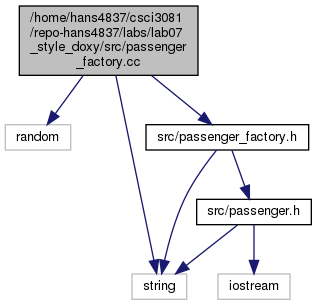 /home/hans4837/csci3081
/repo-hans4837/labs/lab07
_style_doxy/src/passenger
_factory.cc
random
src/passenger_factory.h
src/passenger.h
string
iostream